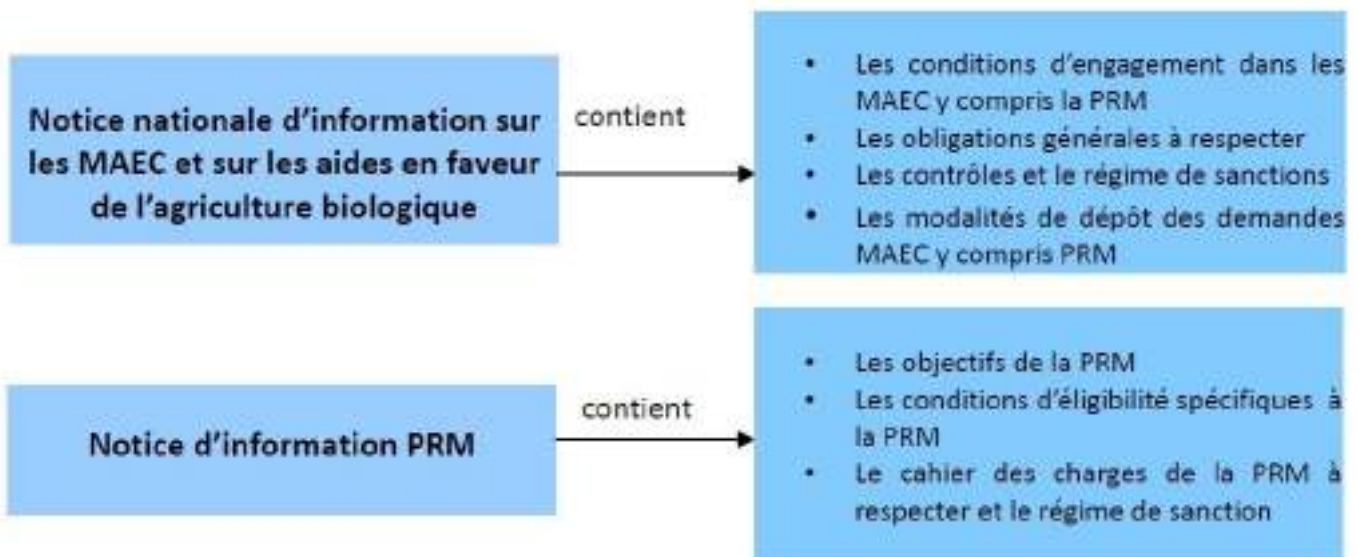 Notice nationale d'information sur
les MAEC et sur les aides en faveur
de l'agriculture biologique
contient
• Les conditions d'engagement dans les
MAEC y compris la PRM
• Les obligations générales à respecter
• Les contrôles et le régime de sanctions
• Les modalités de dépôt des demandes
MAEC y compris PRM
Notice d'information PRM
contient
• Les objectifs de la PRM
• Les conditions d'éligibilité spécifiques à
la PRM
• Le cahier des charges de la PRM à
respecter et le régime de sanction